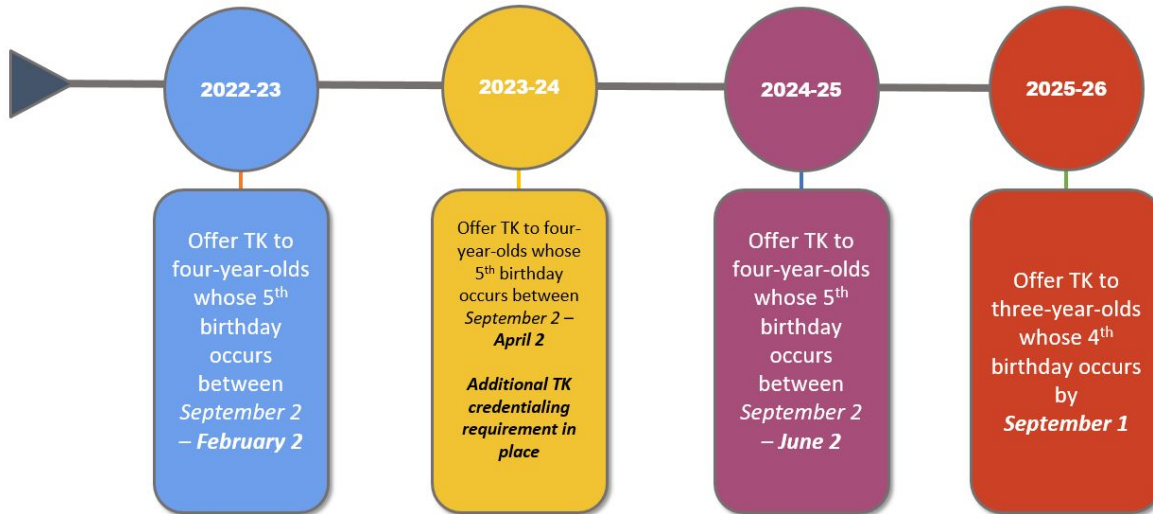 2022-23
2023-24
2024-25
2025-26
Offer TK to
four-year-olds
whose 5th
birthday
occurs
between
September 2
– February 2
Offer TK to four-
year-olds whose
5th birthday
occurs between
September 2 –
April 2
Additional TK
credentialing
requirement in
place
Offer TK to
four-year-olds
whose 5th
birthday
occurs
between
September 2
– June 2
Offer TK to
three-year-olds
whose 4th
birthday occurs
by
September 1